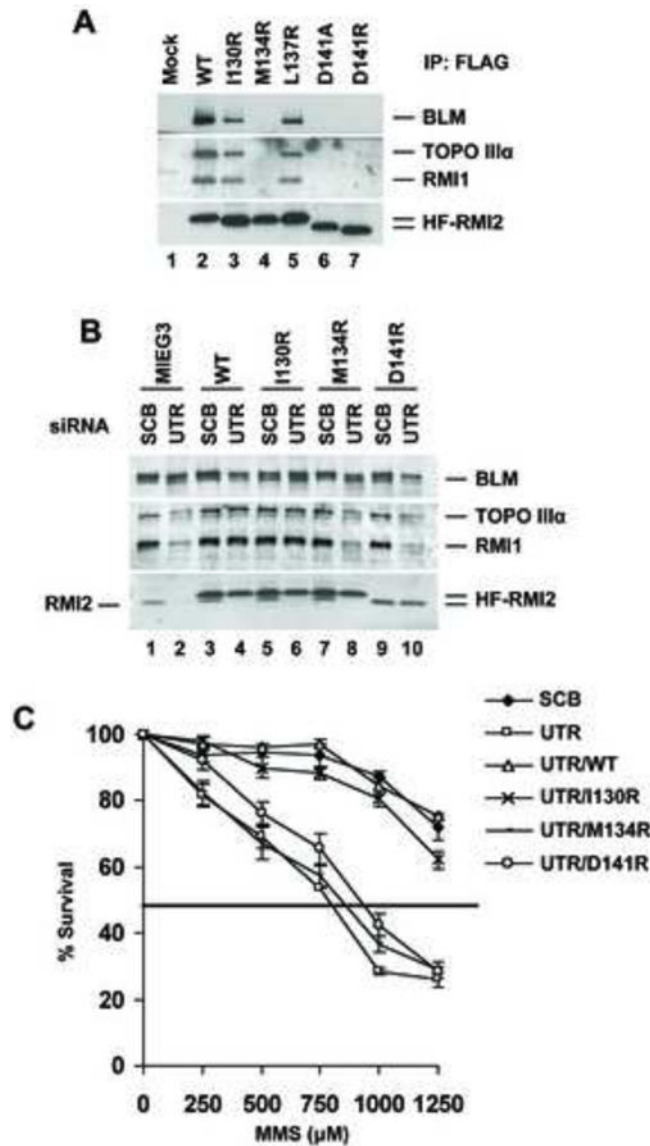 A
Mock
WT
I130R
M134R
L137R
D141A
D141R
IP: FLAG
BLM
TOPO IIIα
RMI1
HF-RMI2
1 2 3 4 5 6 7
B
MIEG3
WT
I130R
M134R
D141R
siRNA
SCB UTR SCB UTR SCB UTR SCB UTR SCB UTR
BLM
TOPO IIIα
RMI1
RMI2
HF-RMI2
1 2 3 4 5 6 7 8 9 10
C
SCB
UTR
UTR/WT
UTR/I130R
UTR/M134R
UTR/D141R
% Survival
100
80
60
40
20
0
0 250 500 750 1000 1250
MMS (µM)